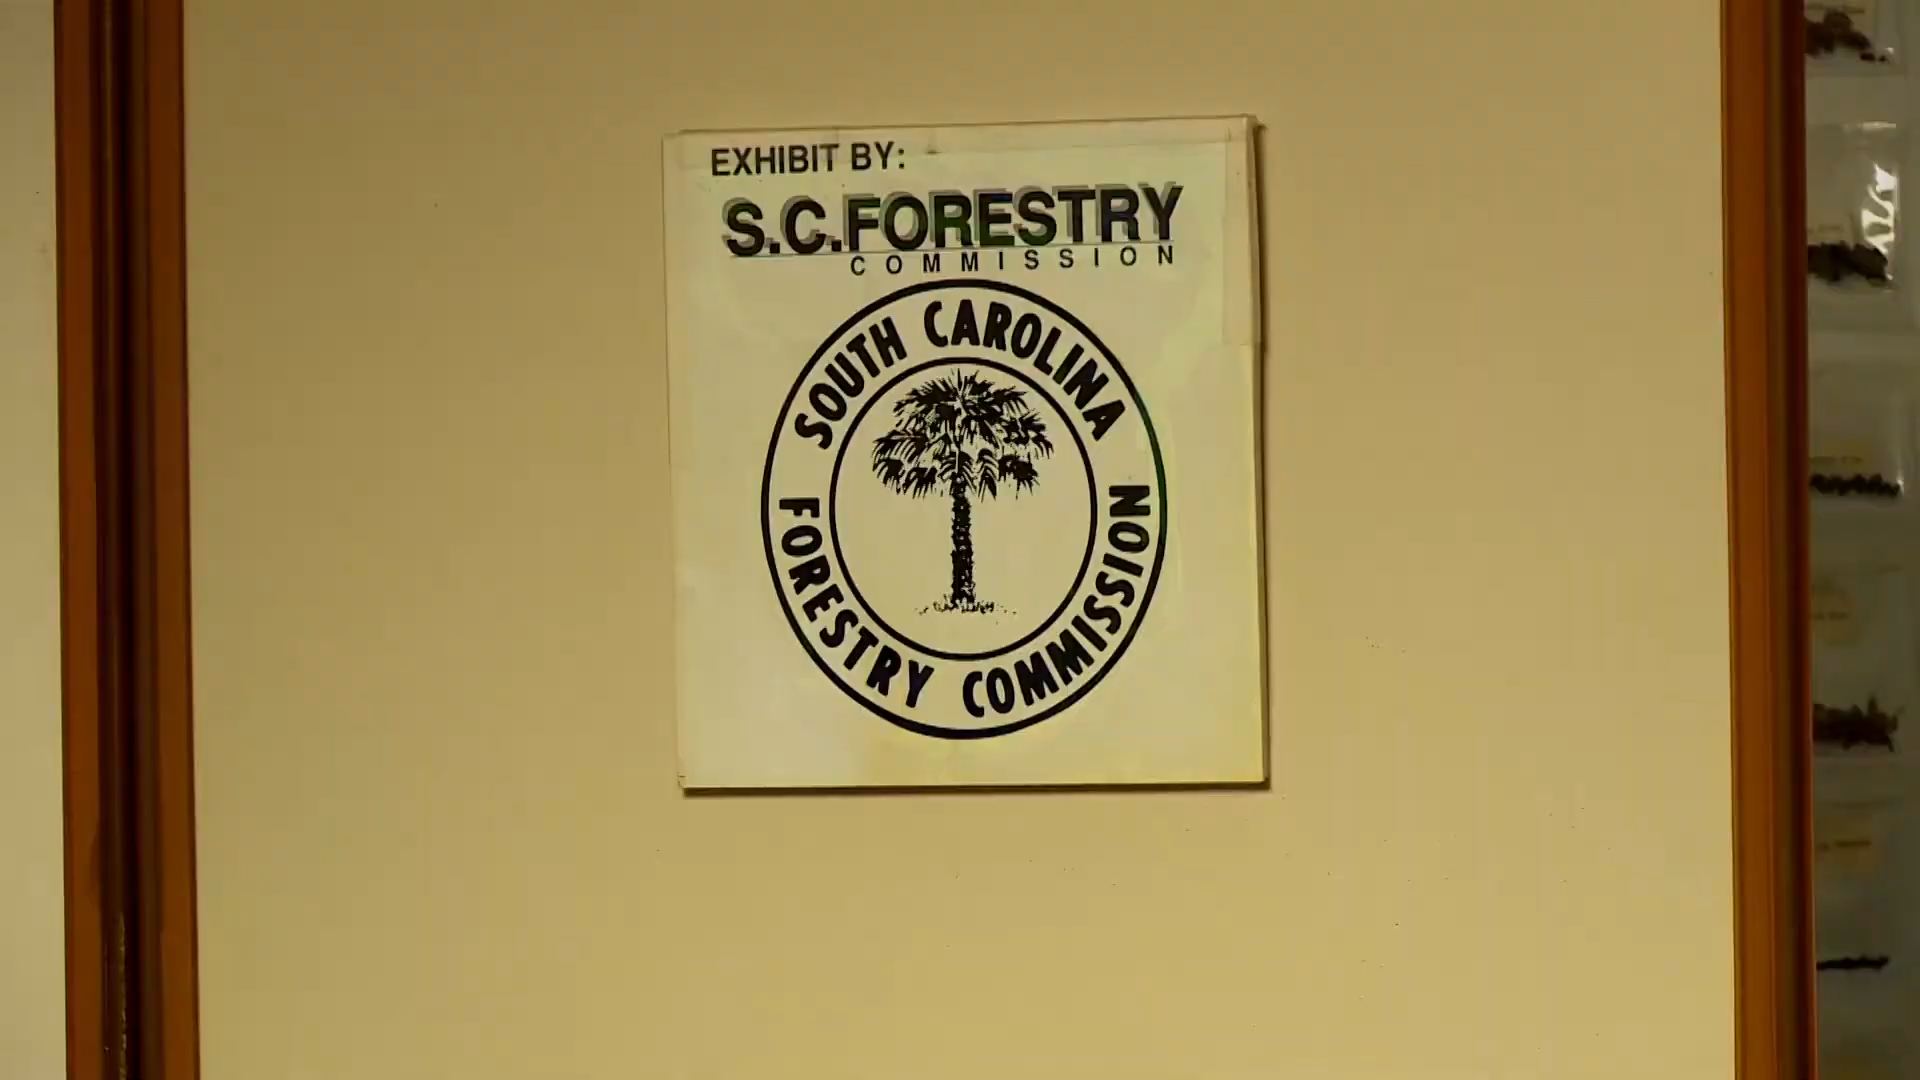 EXHIBIT BY:
S.C.FORESTRY
COMMISSION
SOUTH CAROLINA
FORESTRY COMMISSION